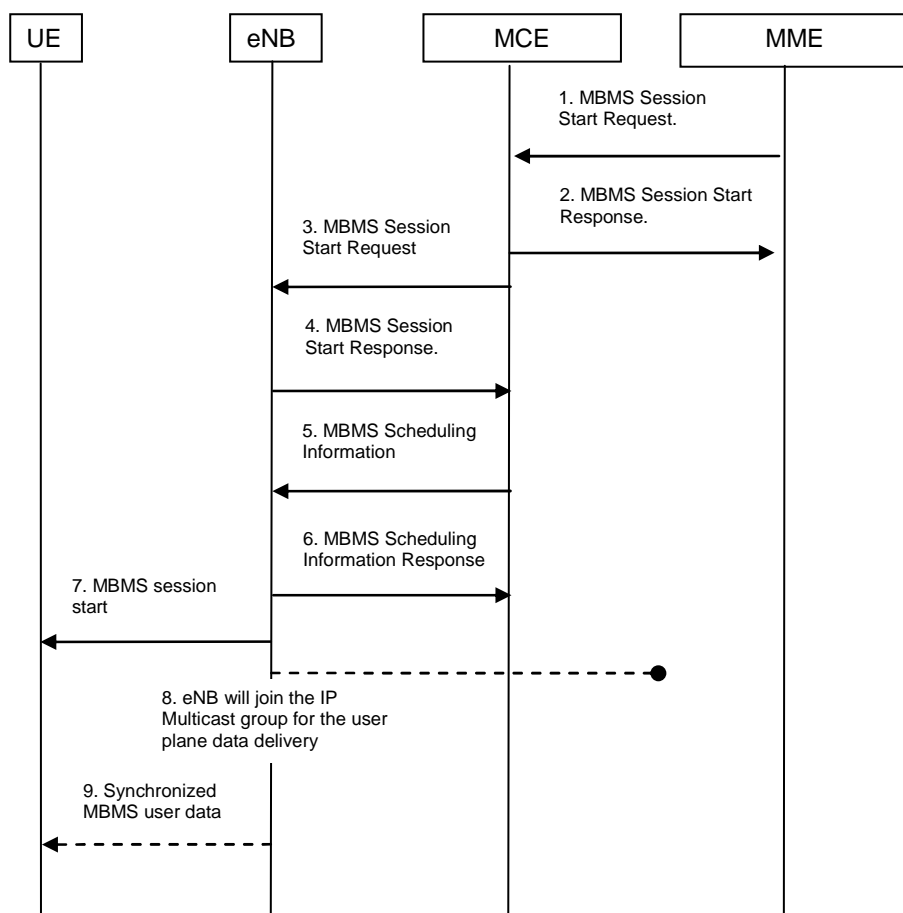 UE
eNB
MCE
MME
1. MBMS Session
Start Request.
2. MBMS Session Start
Response.
3. MBMS Session
Start Request
4. MBMS Session
Start Response.
5. MBMS Scheduling
Information
6. MBMS Scheduling
Information Response
7. MBMS session
start
8. eNB will join the IP
Multicast group for the user
plane data delivery
9. Synchronized
MBMS user data